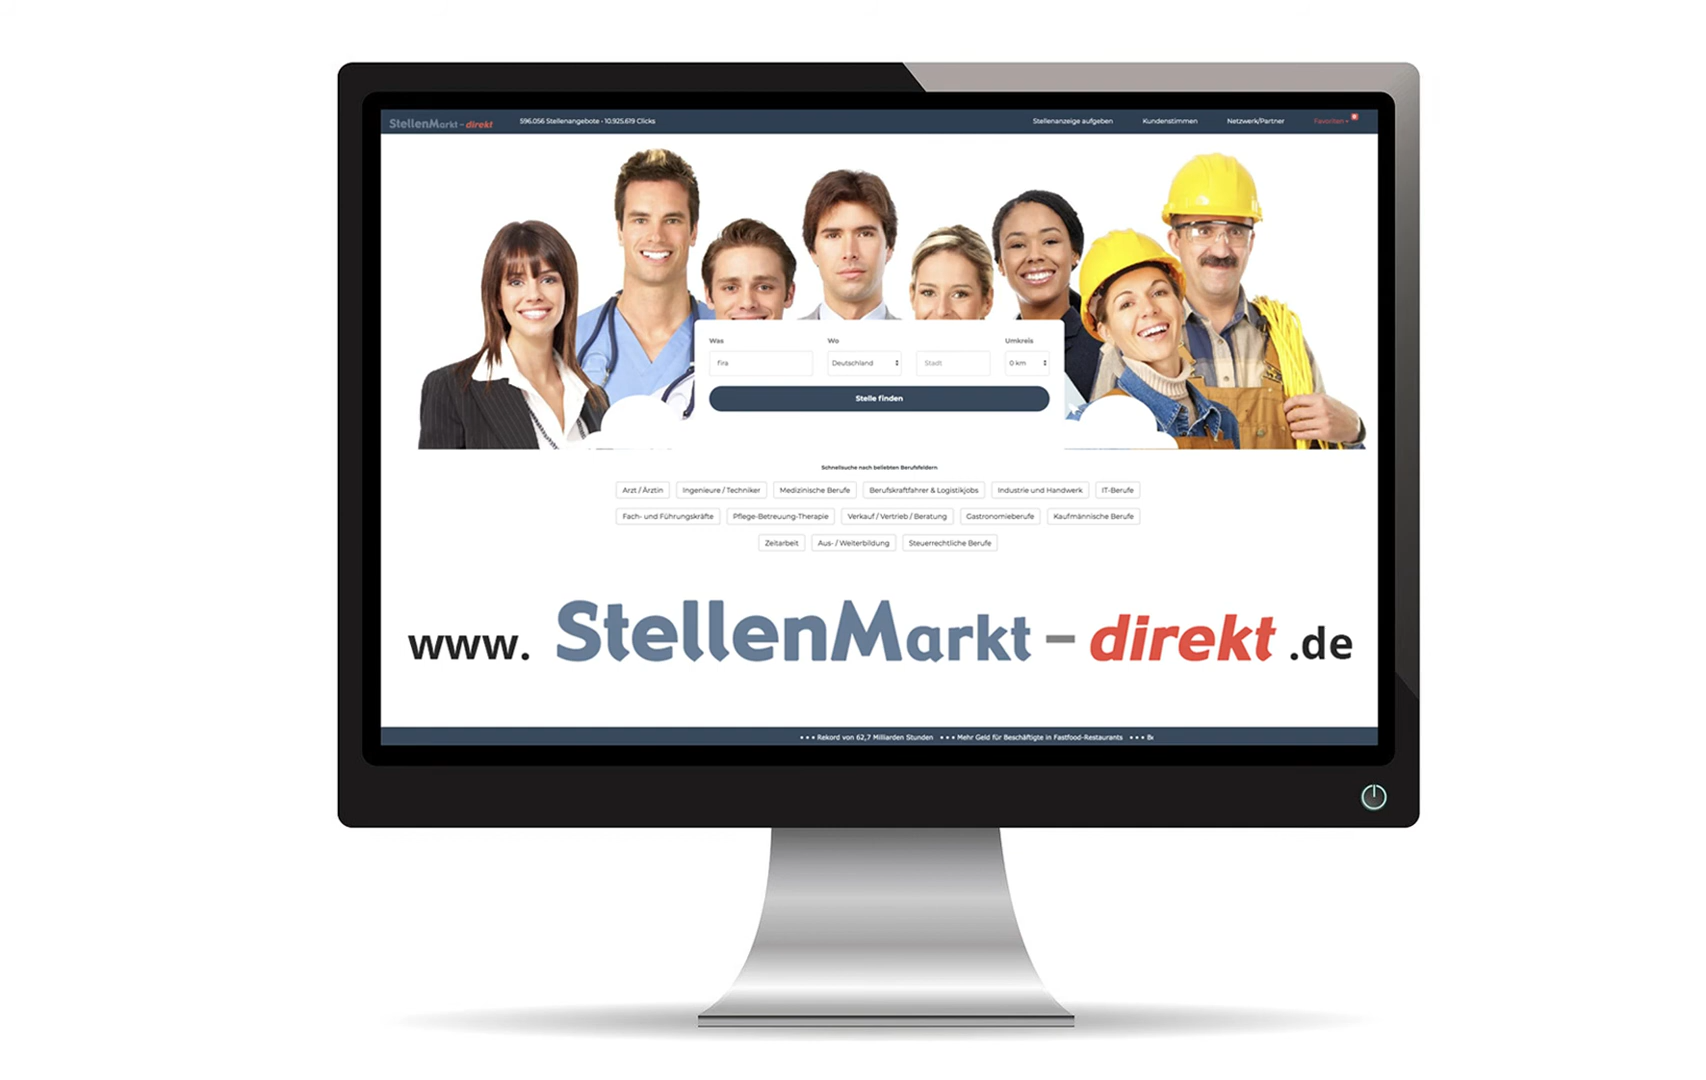 StellenMarkt - direkt 596.056 Stellenangebote - 10.925.619 Clicks Stellenanzeige aufgeben Kundenstimmen Netzwerk/Partner Favoriten
Was Wo Umkreis
fira Deutschland Stadt 0 km
Stelle finden
Schnellsuche nach beliebten Berufsfeldern
Arzt / Ärztin Ingenieure / Techniker Medizinische Berufe Berufskraftfahrer & Logistikjobs Industrie und Handwerk IT-Berufe
Fach- und Führungskräfte Pflege-Betreuung-Therapie Verkauf / Vertrieb / Beratung Gastronomieberufe Kaufmännische Berufe
Zeitarbeit Aus- / Weiterbildung Steuerrechtliche Berufe
www. StellenMarkt - direkt .de
• • • Rekord von 62,7 Milliarden Stunden • • • Mehr Geld für Beschäftigte in Fastfood-Restaurants • • •